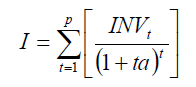 I = \sum_{t=1}^{p} \left[ \frac{INV_t}{(1+ta)^t} \right]